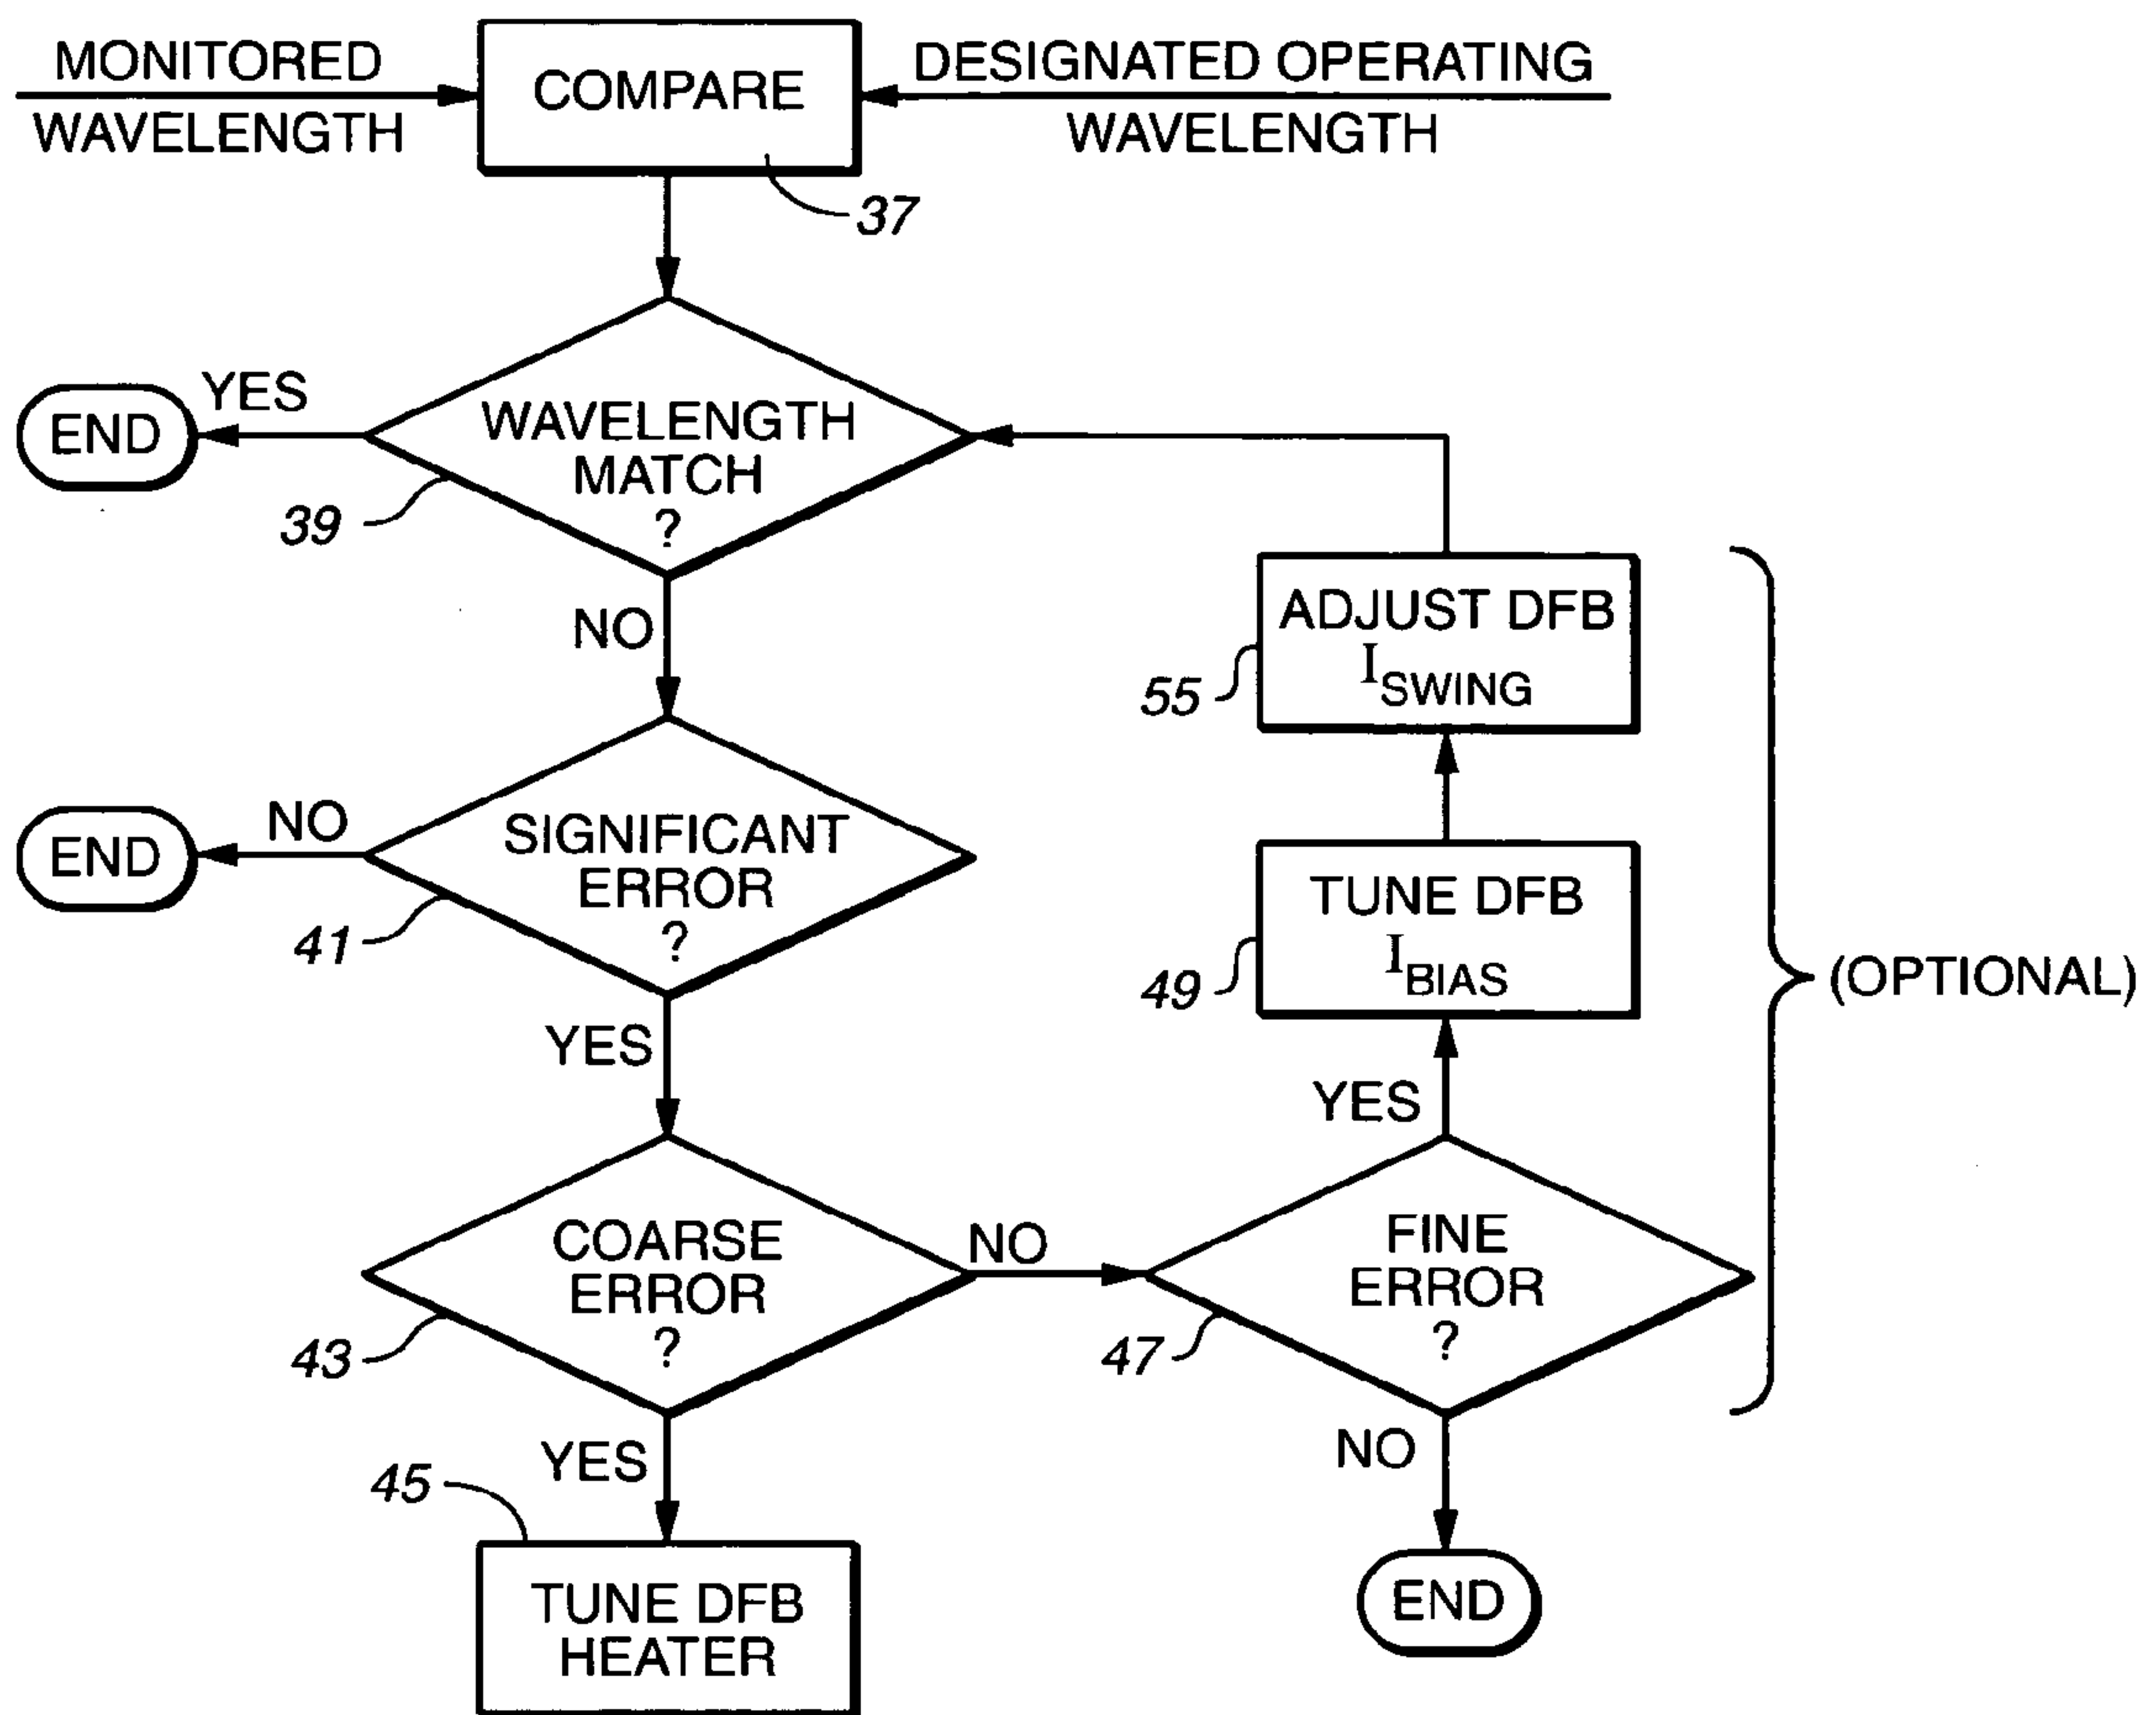 MONITORED
WAVELENGTH
COMPARE
DESIGNATED OPERATING
WAVELENGTH
37
YES
END
WAVELENGTH
MATCH
?
39
NO
ADJUST DFB
I SWING
55
NO
END
SIGNIFICANT
ERROR
?
41
TUNE DFB
I BIAS
49
(OPTIONAL)
YES
YES
COARSE
ERROR
?
43
NO
FINE
ERROR
?
47
YES
45
NO
TUNE DFB
HEATER
END